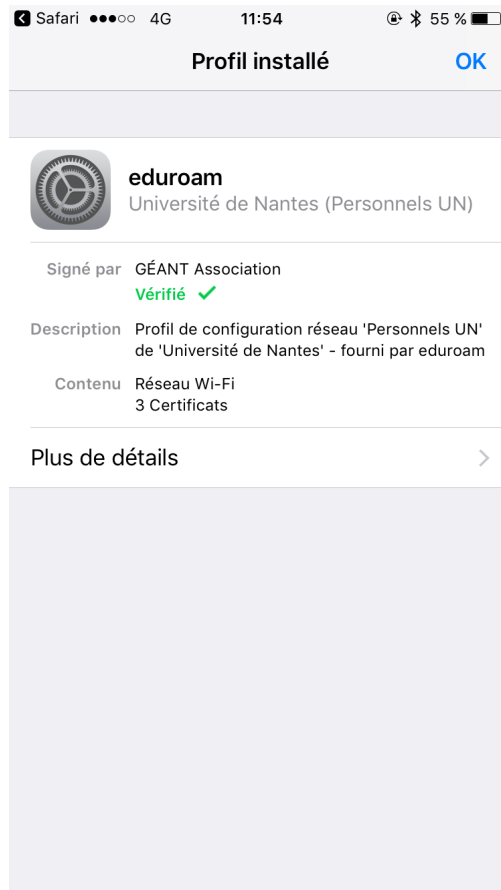 Safari 4G 11:54 55 %
Profil installé OK
eduroam
Université de Nantes (Personnels UN)
Signé par GÉANT Association
Vérifié
Description Profil de configuration réseau 'Personnels UN'
de 'Université de Nantes' - fourni par eduroam
Contenu Réseau Wi-Fi
3 Certificats
Plus de détails